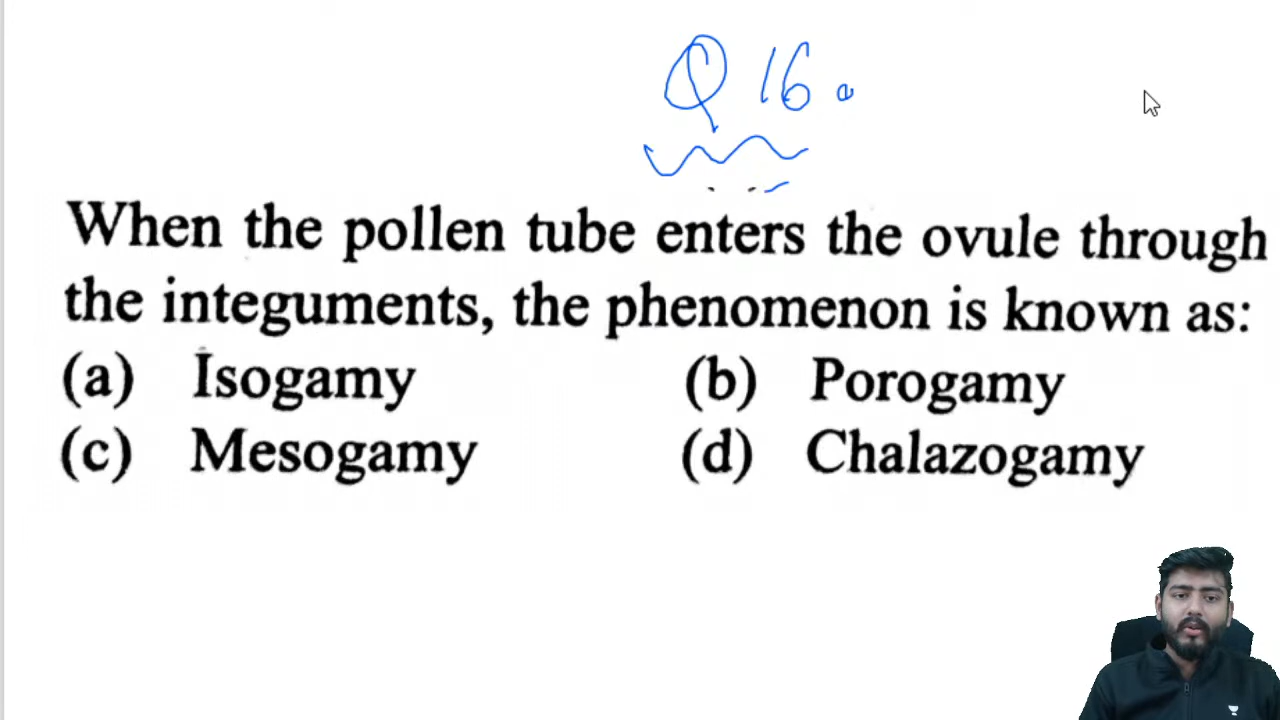 Q 16.
When the pollen tube enters the ovule through
the integuments, the phenomenon is known as:
(a) Isogamy (b) Porogamy
(c) Mesogamy (d) Chalazogamy